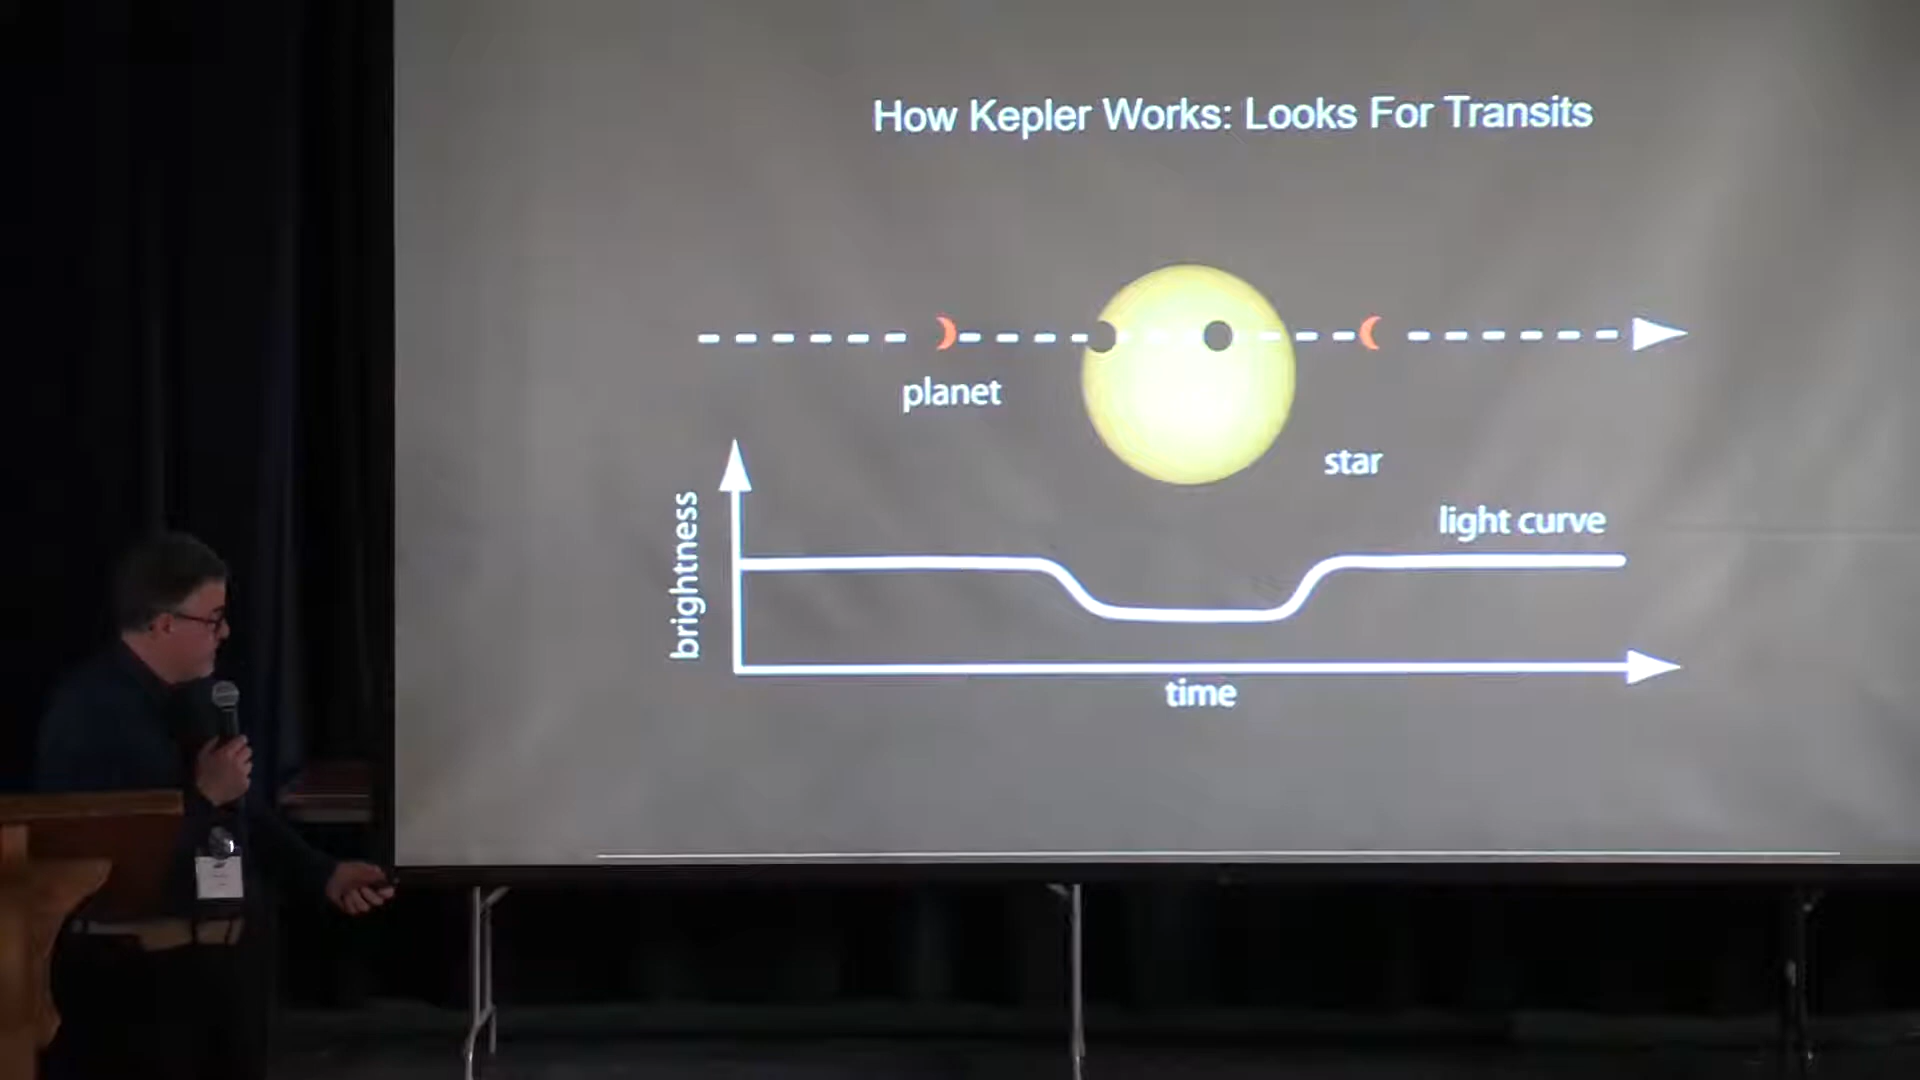 How Kepler Works: Looks For Transits
planet
star
light curve
brightness
time